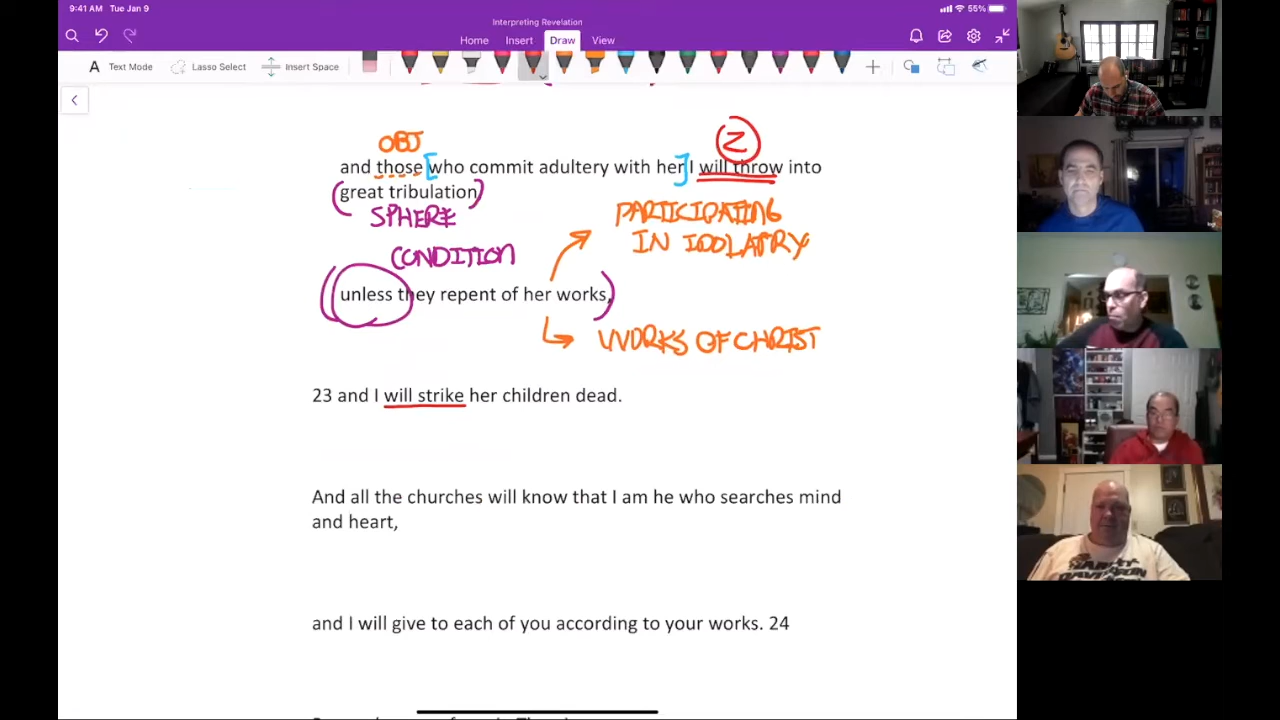 9:41 AM Tue Jan 9
55%
Interpreting Revelation
Home Insert Draw View
Text Mode Lasso Select Insert Space
OBJ
2
and those [who commit adultery with her] I will throw into
(great tribulation)
SPHERE
PARTICIPATING
IN IDOLATRY
CONDITION
(unless they repent of her works,)
WORKS OF CHRIST
23 and I will strike her children dead.
And all the churches will know that I am he who searches mind
and heart,
and I will give to each of you according to your works. 24